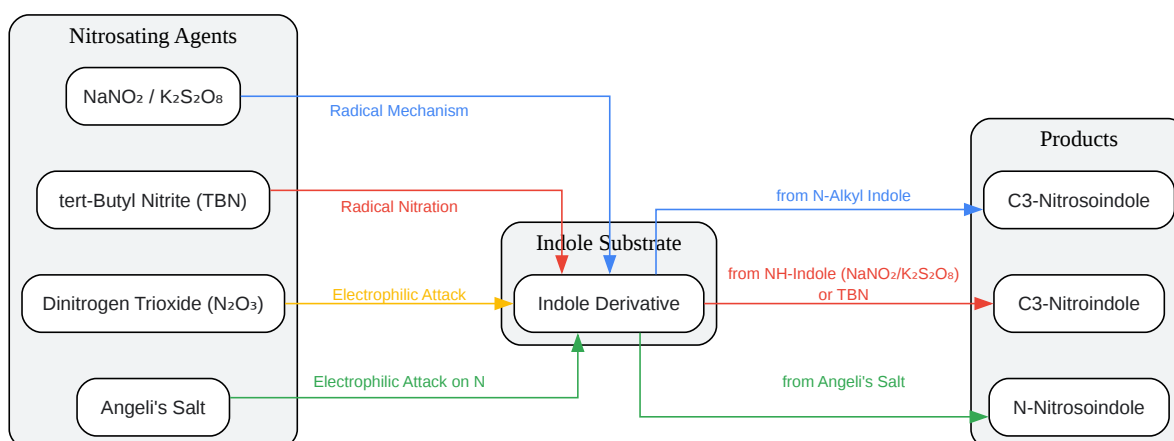 Nitrosating Agents
NaNO₂ / K₂S₂O₈
Radical Mechanism
tert-Butyl Nitrite (TBN)
Radical Nitration
Dinitrogen Trioxide (N₂O₃)
Electrophilic Attack
Angeli's Salt
Electrophilic Attack on N
Indole Substrate
Indole Derivative
from N-Alkyl Indole
from NH-Indole (NaNO₂/K₂S₂O₈)
or TBN
from Angeli's Salt
Products
C3-Nitrosoindole
C3-Nitroindole
N-Nitrosoindole